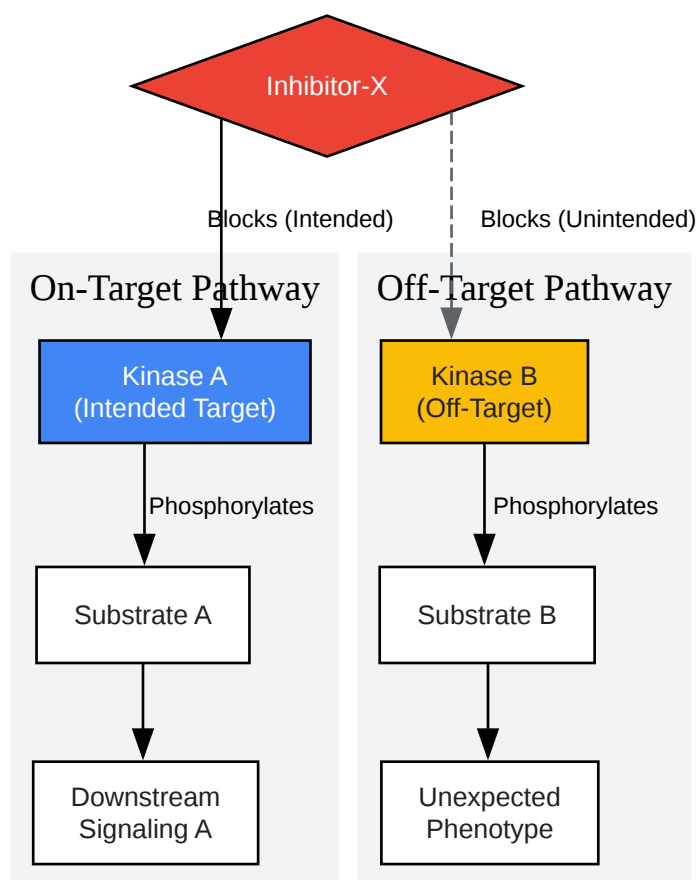 Inhibitor-X
Blocks (Intended)
Blocks (Unintended)
On-Target Pathway
Off-Target Pathway
Kinase A
(Intended Target)
Kinase B
(Off-Target)
Phosphorylates
Phosphorylates
Substrate A
Substrate B
Downstream
Signaling A
Unexpected
Phenotype